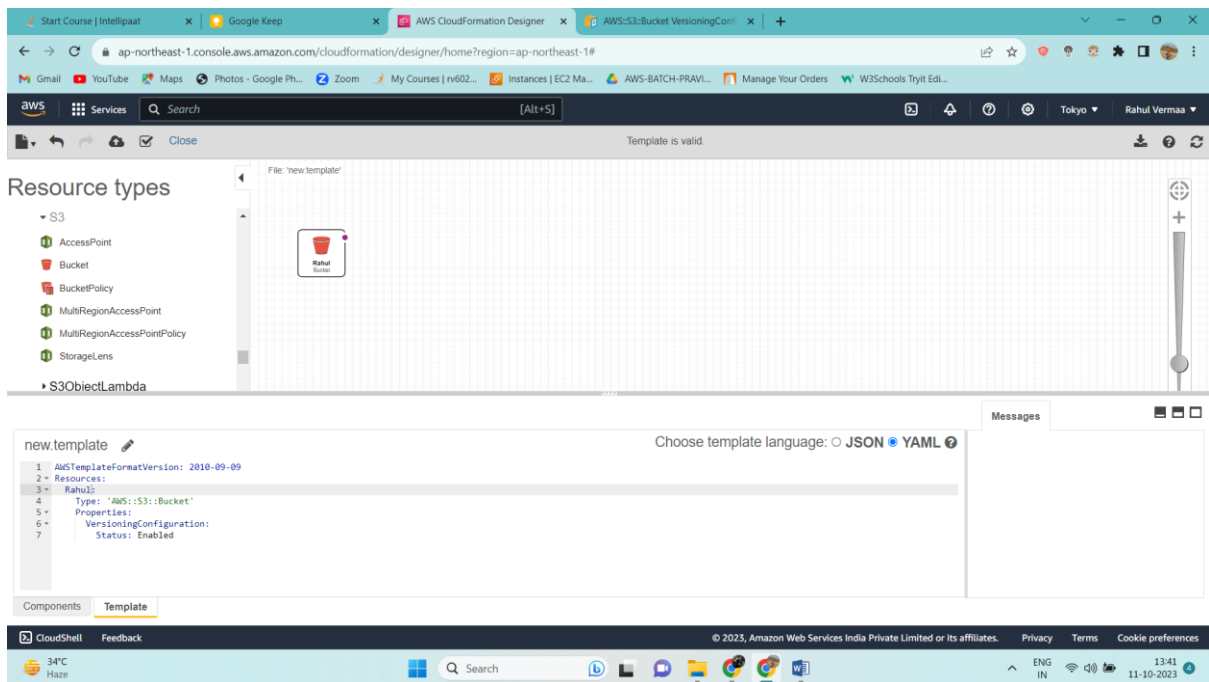 Start Course | Intellipaat
Google Keep
AWS CloudFormation Designer
AWS::S3::Bucket VersioningConf
ap-northeast-1.console.aws.amazon.com/cloudformation/designer/home?region=ap-northeast-1#
Gmail YouTube Maps Photos - Google Ph... Zoom My Courses | rv602... Instances | EC2 Ma... AWS-BATCH-PRAVI... Manage Your Orders W3Schools Tryit Edi...
aws Services Search [Alt+S] Tokyo Rahul Vermaa
Close Template is valid.
Resource types
File: 'new.template'
S3
AccessPoint
Bucket
BucketPolicy
MultiRegionAccessPoint
MultiRegionAccessPointPolicy
StorageLens
S3ObjectLambda
Rahul
Bucket
Messages
new.template
Choose template language: JSON YAML
1 AWSTemplateFormatVersion: 2010-09-09
2 Resources:
3 Rahul:
4 Type: 'AWS::S3::Bucket'
5 Properties:
6 VersioningConfiguration:
7 Status: Enabled
Components Template
CloudShell Feedback © 2023, Amazon Web Services India Private Limited or its affiliates. Privacy Terms Cookie preferences
34°C
Haze
Search
ENG
IN
13:41
11-10-2023
4